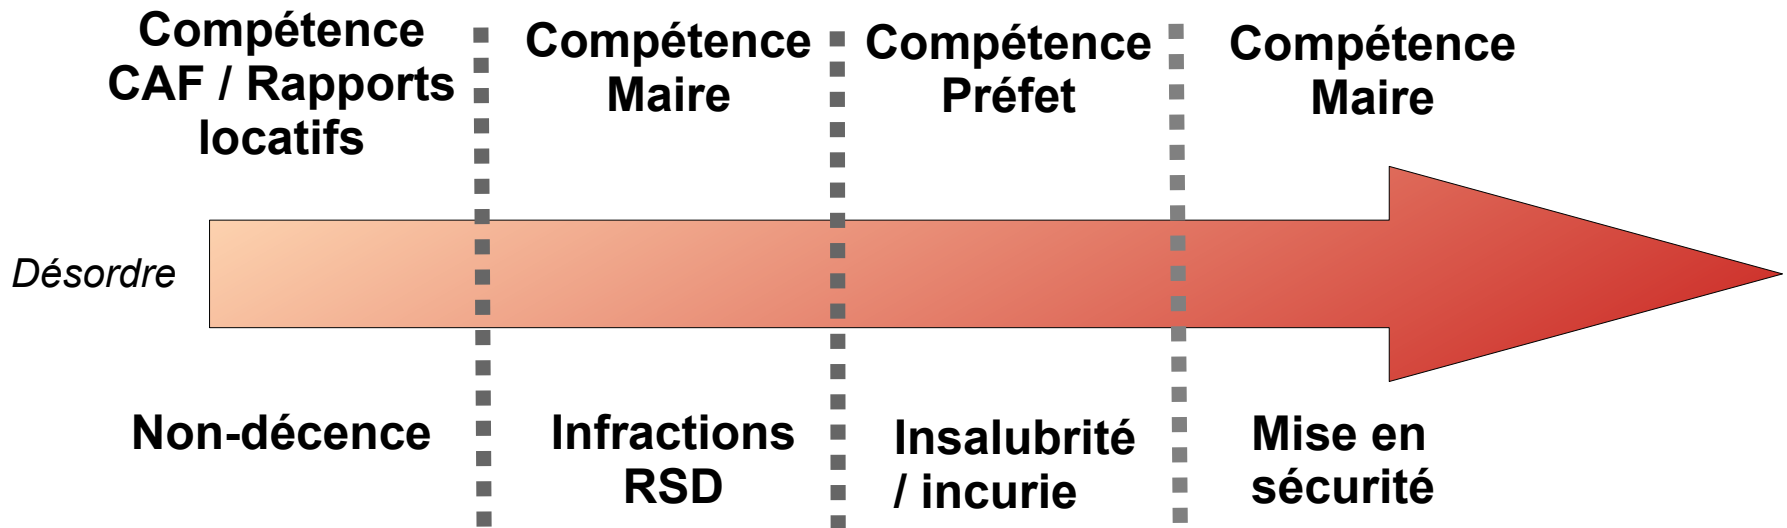 Compétence
CAF / Rapports
locatifs
Compétence
Maire
Compétence
Préfet
Compétence
Maire
Désordre
Non-décence
Infractions
RSD
Insalubrité
/ incurie
Mise en
sécurité